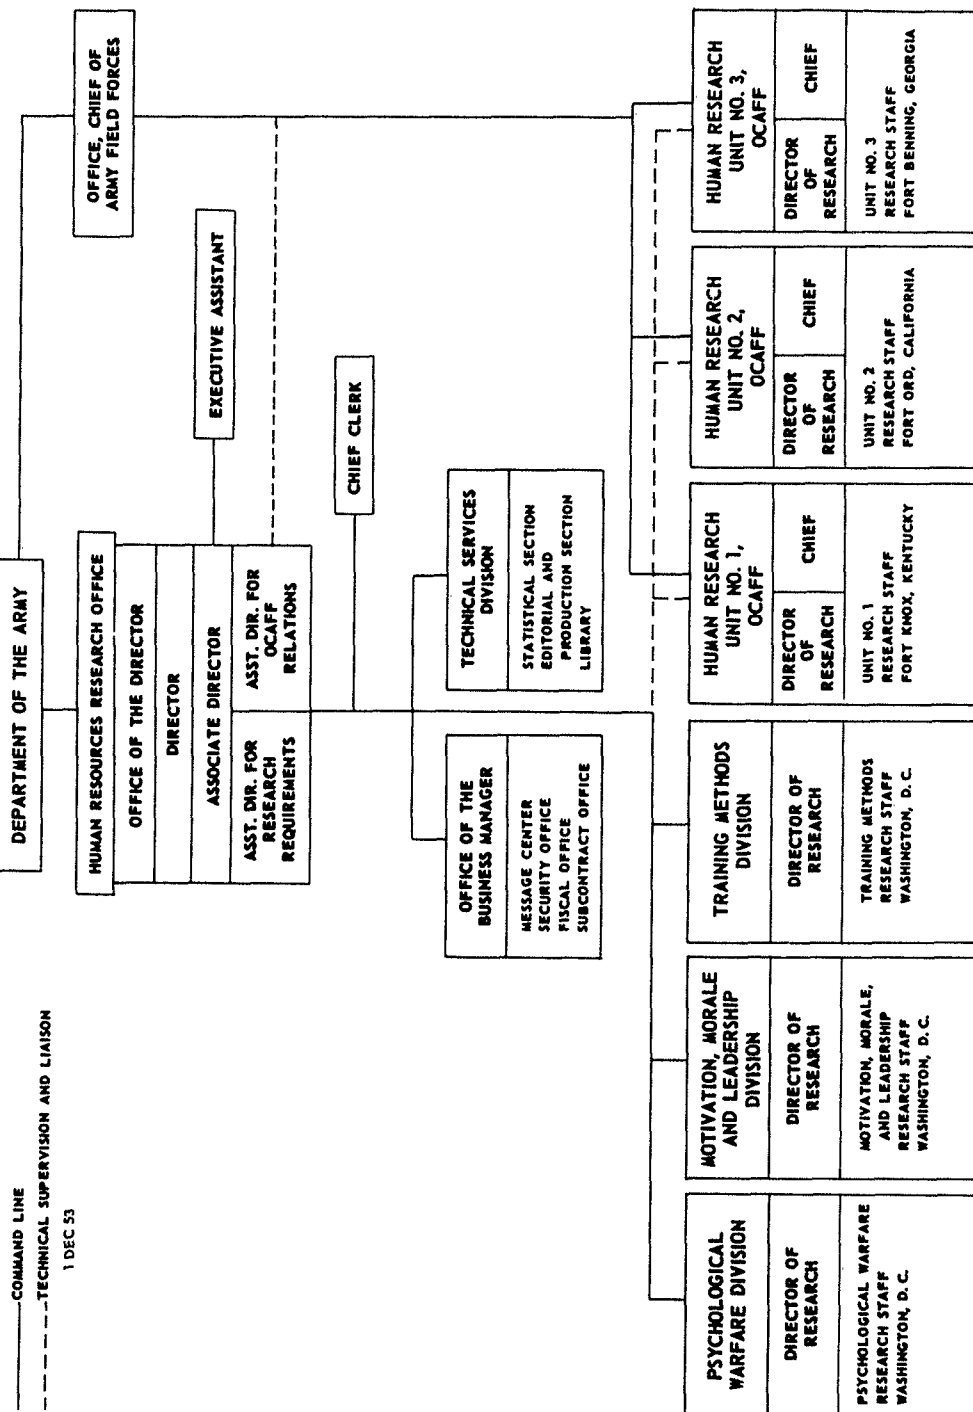 COMMAND LINE
TECHNICAL SUPERVISION AND LIAISON
1 DEC 53
DEPARTMENT OF THE ARMY
OFFICE, CHIEF OF
ARMY FIELD FORCES
HUMAN RESOURCES RESEARCH OFFICE
OFFICE OF THE DIRECTOR
DIRECTOR
ASSOCIATE DIRECTOR
ASST. DIR. FOR
RESEARCH
REQUIREMENTS
ASST. DIR. FOR
OCAFF
RELATIONS
EXECUTIVE ASSISTANT
CHIEF CLERK
OFFICE OF THE
BUSINESS MANAGER
MESSAGE CENTER
SECURITY OFFICE
FISCAL OFFICE
SUBCONTRACT OFFICE
TECHNICAL SERVICES
DIVISION
STATISTICAL SECTION
EDITORIAL AND
PRODUCTION SECTION
LIBRARY
PSYCHOLOGICAL
WARFARE DIVISION
DIRECTOR OF
RESEARCH
PSYCHOLOGICAL WARFARE
RESEARCH STAFF
WASHINGTON, D.C.
MOTIVATION, MORALE
AND LEADERSHIP
DIVISION
DIRECTOR OF
RESEARCH
MOTIVATION, MORALE,
AND LEADERSHIP
RESEARCH STAFF
WASHINGTON, D.C.
TRAINING METHODS
DIVISION
DIRECTOR OF
RESEARCH
TRAINING METHODS
RESEARCH STAFF
WASHINGTON, D.C.
HUMAN RESEARCH
UNIT NO. 1,
OCAFF
DIRECTOR
OF
RESEARCH
CHIEF
UNIT NO. 1
RESEARCH STAFF
FORT KNOX, KENTUCKY
HUMAN RESEARCH
UNIT NO. 2,
OCAFF
DIRECTOR
OF
RESEARCH
CHIEF
UNIT NO. 2
RESEARCH STAFF
FORT ORD, CALIFORNIA
HUMAN RESEARCH
UNIT NO. 3,
OCAFF
DIRECTOR
OF
RESEARCH
CHIEF
UNIT NO. 3
RESEARCH STAFF
FORT BENNING, GEORGIA